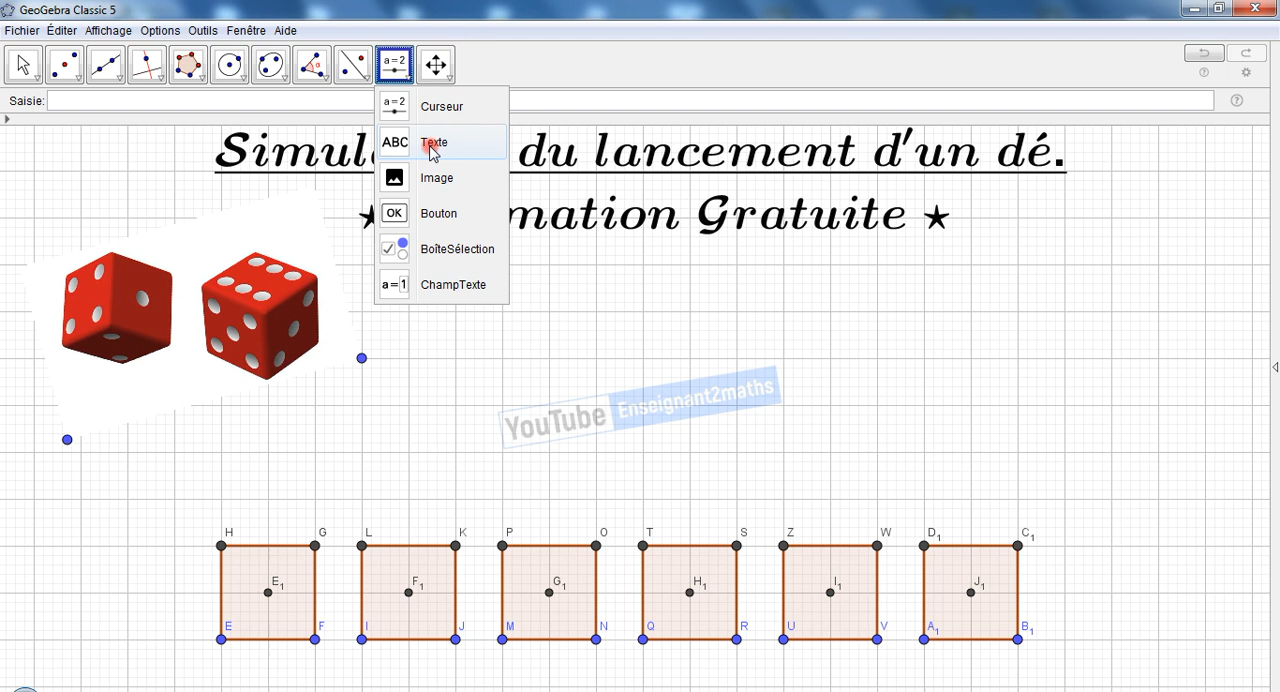 GeoGebra Classic 5
Fichier Éditer Affichage Options Outils Fenêtre Aide
a=2
Saisie:
a=2 Curseur
ABC Texte
Image
OK Bouton
BoîteSélection
a=1 ChampTexte
du lancement d'un dé.
★ Gratuite ★
YouTube Enseignant2maths
H G L K P O T S Z W D₁ C₁
E₁ F₁ G₁ H₁ I₁ J₁
E F I J M N Q R U V A₁ B₁